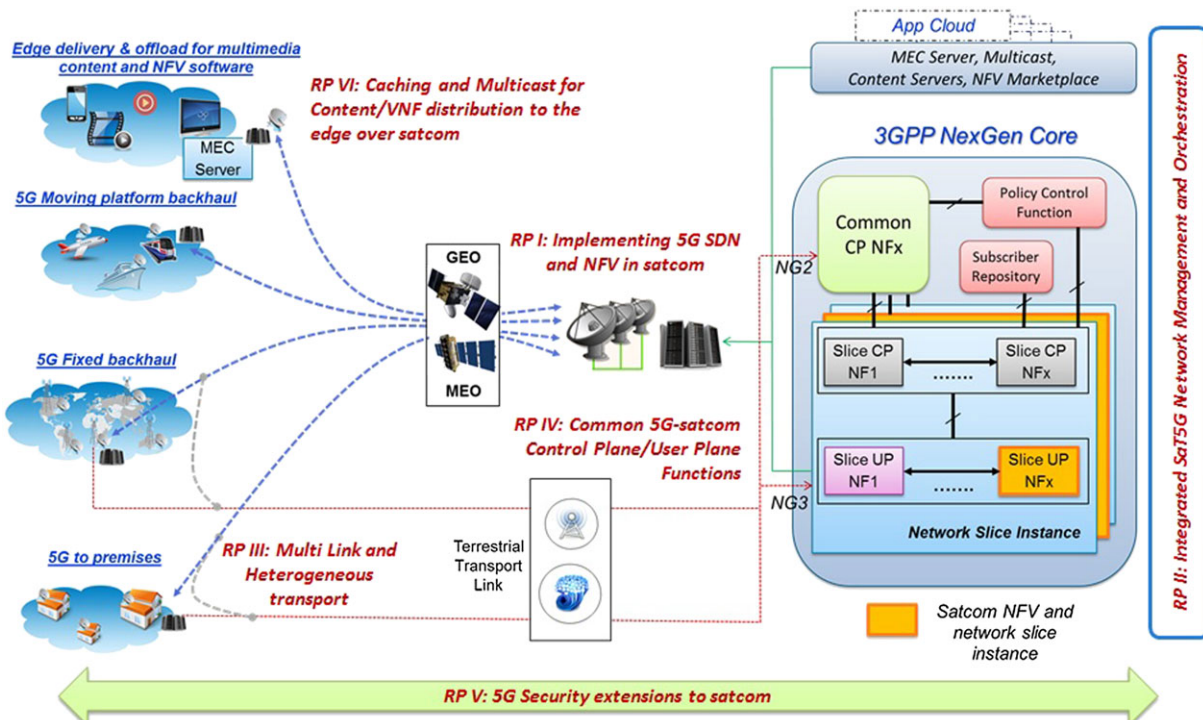 App Cloud
MEC Server, Multicast,
Content Servers, NFV Marketplace
Edge delivery & offload for multimedia
content and NFV software
MEC
Server
RP VI: Caching and Multicast for
Content/VNF distribution to the
edge over satcom
5G Moving platform backhaul
GEO
MEO
RP I: Implementing 5G SDN
and NFV in satcom
3GPP NexGen Core
Common
CP NFx
Policy Control
Function
Subscriber
Repository
NG2
Slice CP
NF1
.......
Slice CP
NFx
5G Fixed backhaul
RP IV: Common 5G-satcom
Control Plane/User Plane
Functions
NG3
Slice UP
NF1
.......
Slice UP
NFx
Network Slice Instance
5G to premises
RP III: Multi Link and
Heterogeneous
transport
Terrestrial
Transport
Link
Satcom NFV and
network slice
instance
RP II: Integrated SaT5G Network Management and Orchestration
RP V: 5G Security extensions to satcom